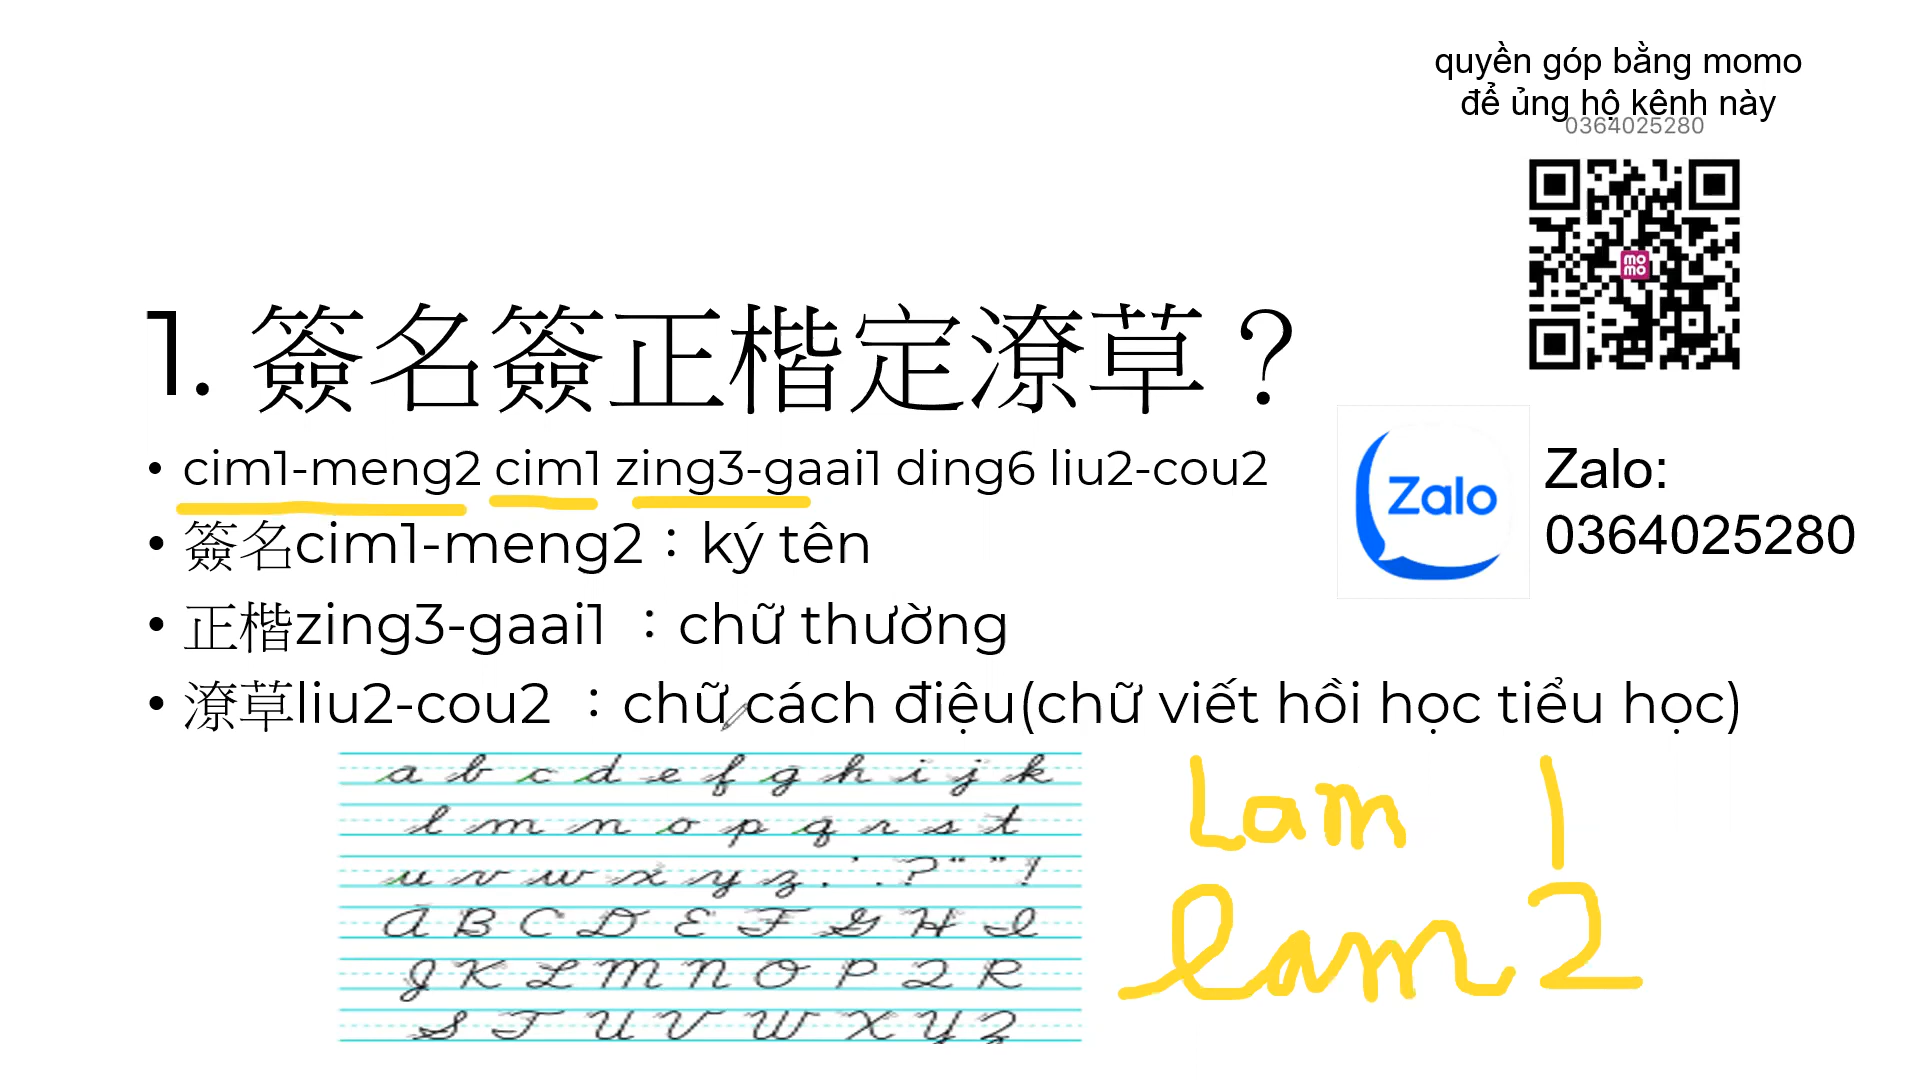 quyền góp bằng momo
để ủng hộ kênh này
0364025280
mo
mo
1. 簽名簽正楷定潦草？
• cim1-meng2 cim1 zing3-gaai1 ding6 liu2-cou2
• 簽名cim1-meng2：ký tên
• 正楷zing3-gaai1 ：chữ thường
• 潦草liu2-cou2 ：chữ cách điệu(chữ viết hồi học tiểu học)
Zalo
Zalo:
0364025280
a b c d e f g h i j k
l m n o p q r s t
u v w x y z . . ? “ ” !
A B C D E F G H I
J K L M N O P Q R
S T U V W X Y Z
Lam 1
lam 2